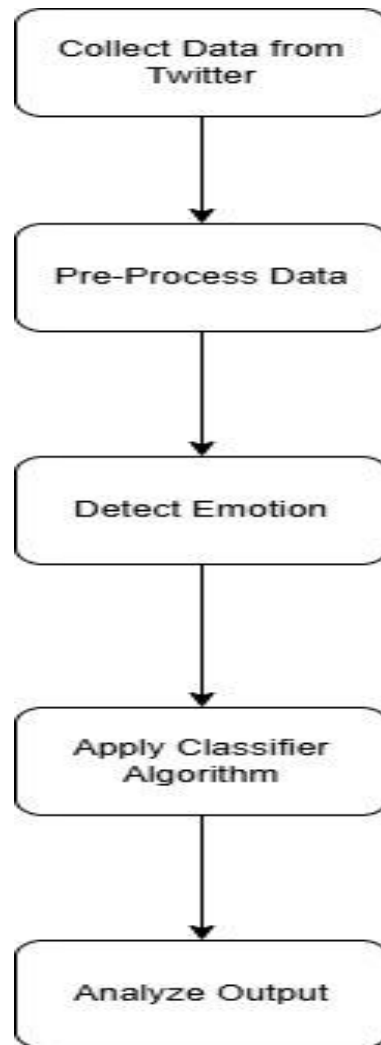 Collect Data from
Twitter
Pre-Process Data
Detect Emotion
Apply Classifier
Algorithm
Analyze Output